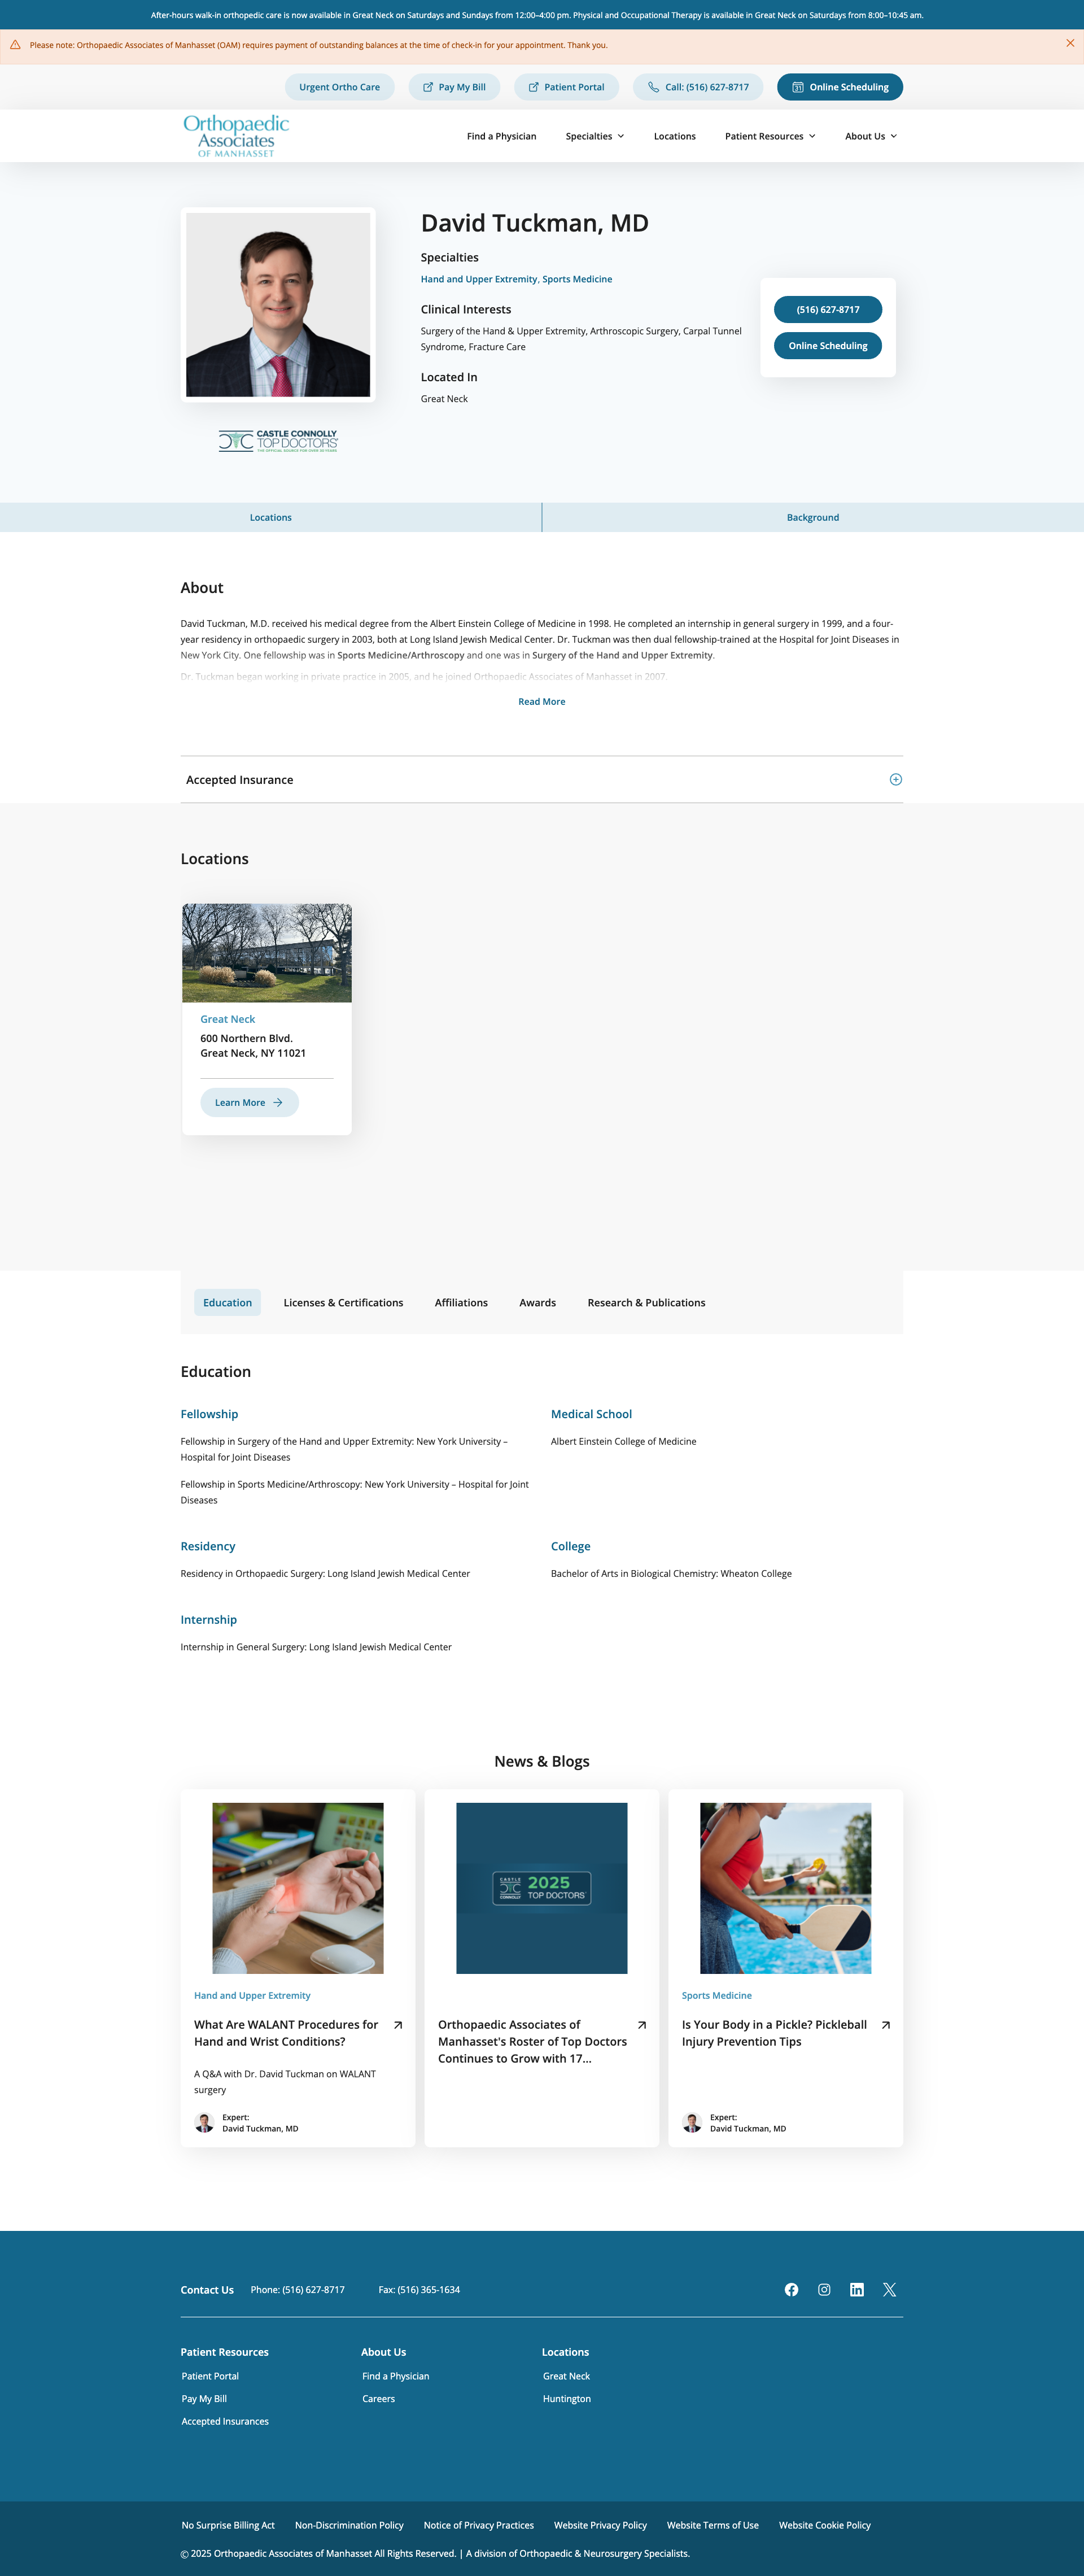 After-hours walk-in orthopedic care is now available in Great Neck on Saturdays and Sundays from 12:00–4:00 pm. Physical and Occupational Therapy is available in Great Neck on Saturdays from 8:00–10:45 am.
Please note: Orthopaedic Associates of Manhasset (OAM) requires payment of outstanding balances at the time of check-in for your appointment. Thank you.
Urgent Ortho Care
Pay My Bill
Patient Portal
Call: (516) 627-8717
Online Scheduling
Orthopaedic
Associates
OF MANHASSET
Find a Physician
Specialties
Locations
Patient Resources
About Us
David Tuckman, MD
Specialties
Hand and Upper Extremity, Sports Medicine
Clinical Interests
Surgery of the Hand & Upper Extremity, Arthroscopic Surgery, Carpal Tunnel
Syndrome, Fracture Care
Located In
Great Neck
(516) 627-8717
Online Scheduling
CASTLE CONNOLLY
TOP DOCTORS
Locations
Background
About
David Tuckman, M.D. received his medical degree from the Albert Einstein College of Medicine in 1998. He completed an internship in general surgery in 1999, and a four-
year residency in orthopaedic surgery in 2003, both at Long Island Jewish Medical Center. Dr. Tuckman was then dual fellowship-trained at the Hospital for Joint Diseases in
New York City. One fellowship was in Sports Medicine/Arthroscopy and one was in Surgery of the Hand and Upper Extremity.
Dr. Tuckman began working in private practice in 2005, and he joined Orthopaedic Associates of Manhasset in 2007.
Read More
Accepted Insurance
Locations
Great Neck
600 Northern Blvd.
Great Neck, NY 11021
Learn More
Education
Licenses & Certifications
Affiliations
Awards
Research & Publications
Education
Fellowship
Fellowship in Surgery of the Hand and Upper Extremity: New York University –
Hospital for Joint Diseases
Fellowship in Sports Medicine/Arthroscopy: New York University – Hospital for Joint
Diseases
Medical School
Albert Einstein College of Medicine
Residency
Residency in Orthopaedic Surgery: Long Island Jewish Medical Center
College
Bachelor of Arts in Biological Chemistry: Wheaton College
Internship
Internship in General Surgery: Long Island Jewish Medical Center
News & Blogs
Hand and Upper Extremity
What Are WALANT Procedures for
Hand and Wrist Conditions?
A Q&A with Dr. David Tuckman on WALANT
surgery
Expert:
David Tuckman, MD
CASTLE
CONNOLLY
2025
TOP DOCTORS
Orthopaedic Associates of
Manhasset's Roster of Top Doctors
Continues to Grow with 17...
Sports Medicine
Is Your Body in a Pickle? Pickleball
Injury Prevention Tips
Expert:
David Tuckman, MD
Contact Us
Phone: (516) 627-8717
Fax: (516) 365-1634
Patient Resources
Patient Portal
Pay My Bill
Accepted Insurances
About Us
Find a Physician
Careers
Locations
Great Neck
Huntington
No Surprise Billing Act
Non-Discrimination Policy
Notice of Privacy Practices
Website Privacy Policy
Website Terms of Use
Website Cookie Policy
© 2025 Orthopaedic Associates of Manhasset All Rights Reserved. | A division of Orthopaedic & Neurosurgery Specialists.